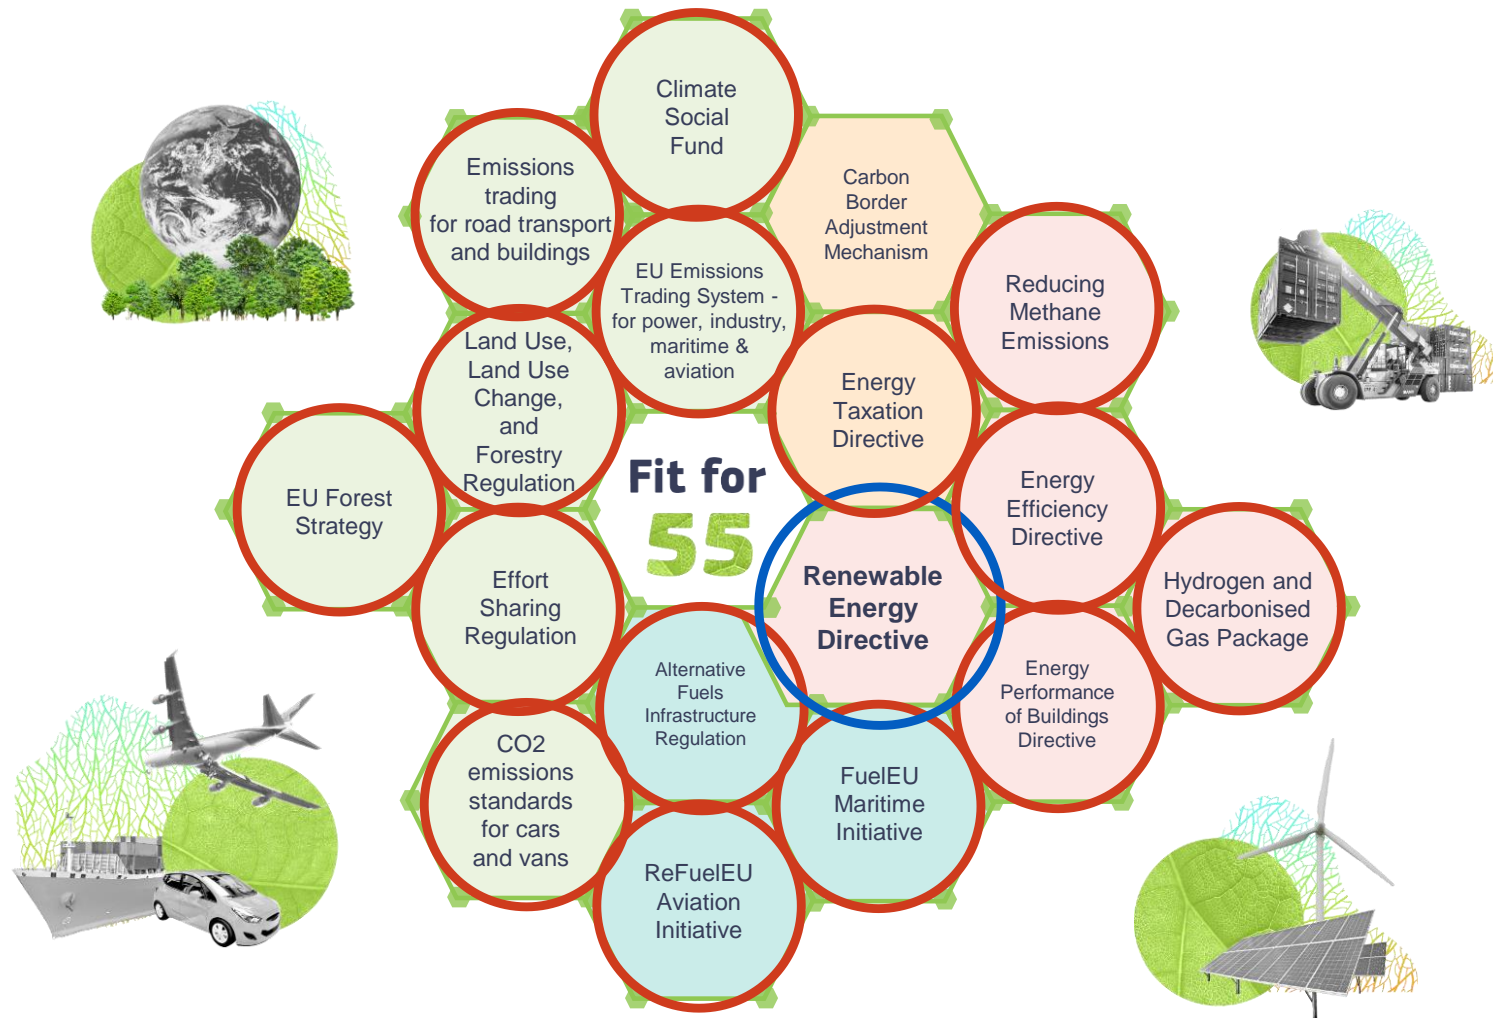 Climate
Social
Fund
Emissions
trading
for road transport
and buildings
Carbon
Border
Adjustment
Mechanism
EU Emissions
Trading System -
for power, industry,
maritime &
aviation
Reducing
Methane
Emissions
Land Use,
Land Use
Change,
and
Forestry
Regulation
Energy
Taxation
Directive
Fit for
55
EU Forest
Strategy
Energy
Efficiency
Directive
Effort
Sharing
Regulation
Renewable
Energy
Directive
Hydrogen and
Decarbonised
Gas Package
Alternative
Fuels
Infrastructure
Regulation
Energy
Performance
of Buildings
Directive
CO2
emissions
standards
for cars
and vans
FuelEU
Maritime
Initiative
ReFuelEU
Aviation
Initiative